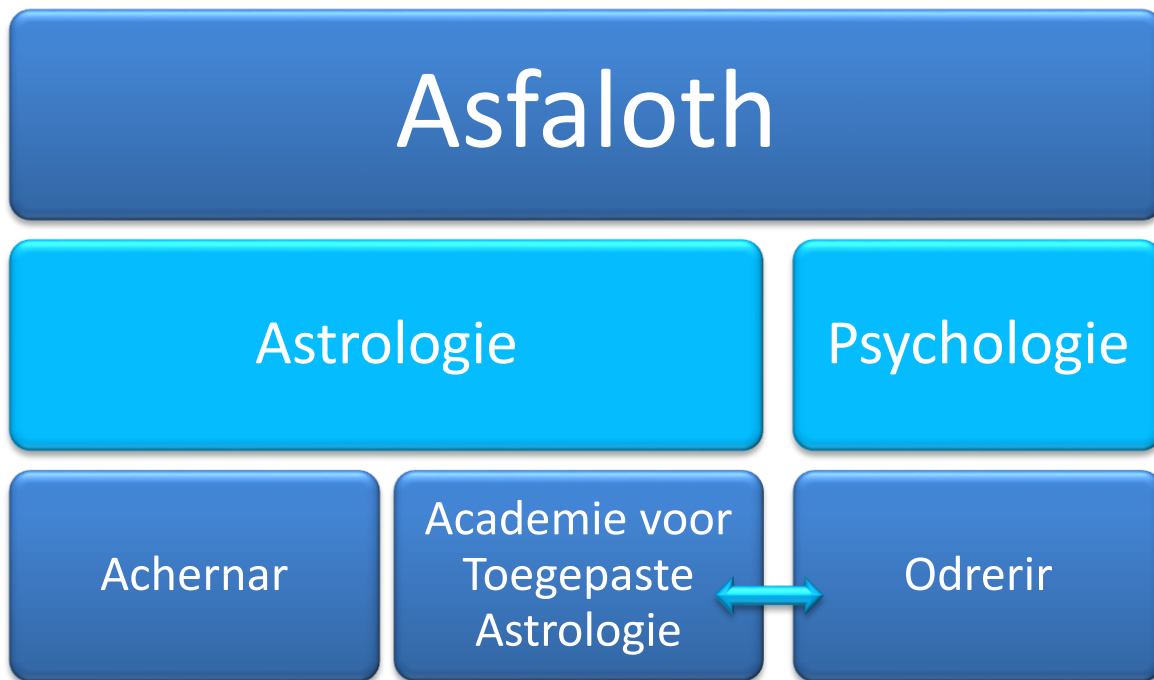 Asfaloth
Astrologie
Psychologie
Achernar
Academie voor
Toegepaste
Astrologie
Odrerir